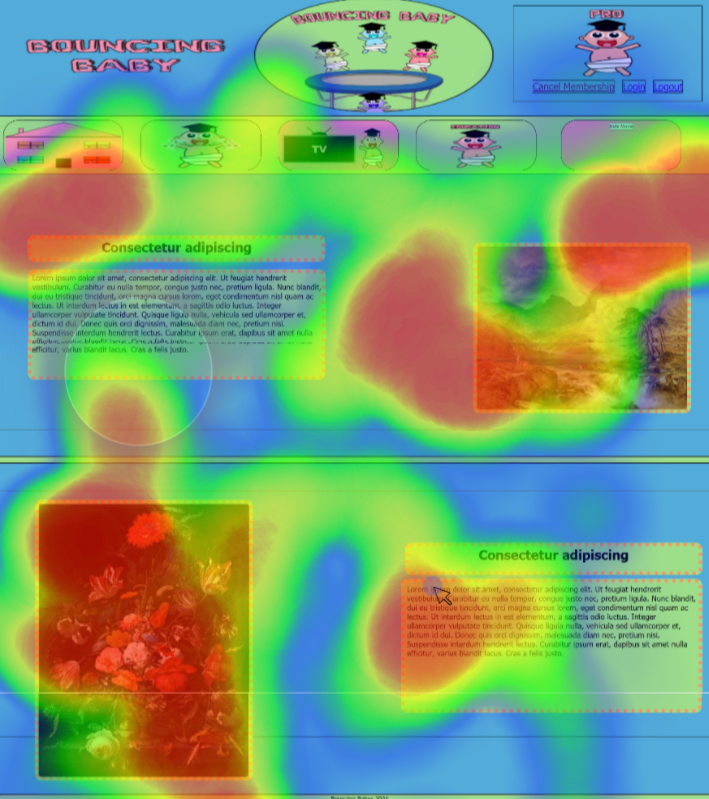 BOUNCING
BABY
BOUNCING BABY
PRO
Cancel Membership Login Logout
TV
Consectetur adipiscing
Lorem ipsum dolor sit amet, consectetur adipiscing elit. Ut feugiat hendrerit
vestibulum. Curabitur eu nulla tempor, congue justo nec, pretium ligula. Nunc blandit,
dui eu tristique tincidunt, orci magna cursus lorem, eget condimentum nisl quam ac
lectus. Ut interdum lectus in est elementum, a sagittis odio lectus. Integer
ullamcorper vulputate tincidunt. Quisque ligula nulla, vehicula sed ullamcorper et,
dictum id dui. Donec quis orci dignissim, malesuada diam nec, pretium nisi.
Suspendisse interdum hendrerit lectus. Curabitur ipsum erat, dapibus sit amet nulla
efficitur, varius blandit lacus. Cras a felis justo.
Consectetur adipiscing
Lorem ipsum dolor sit amet, consectetur adipiscing elit. Ut feugiat hendrerit
vestibulum. Curabitur eu nulla tempor, congue justo nec, pretium ligula. Nunc blandit,
dui eu tristique tincidunt, orci magna cursus lorem, eget condimentum nisl quam ac
lectus. Ut interdum lectus in est elementum, a sagittis odio lectus. Integer
ullamcorper vulputate tincidunt. Quisque ligula nulla, vehicula sed ullamcorper et,
dictum id dui. Donec quis orci dignissim, malesuada diam nec, pretium nisi.
Suspendisse interdum hendrerit lectus. Curabitur ipsum erat, dapibus sit amet nulla
efficitur, varius blandit lacus. Cras a felis justo.